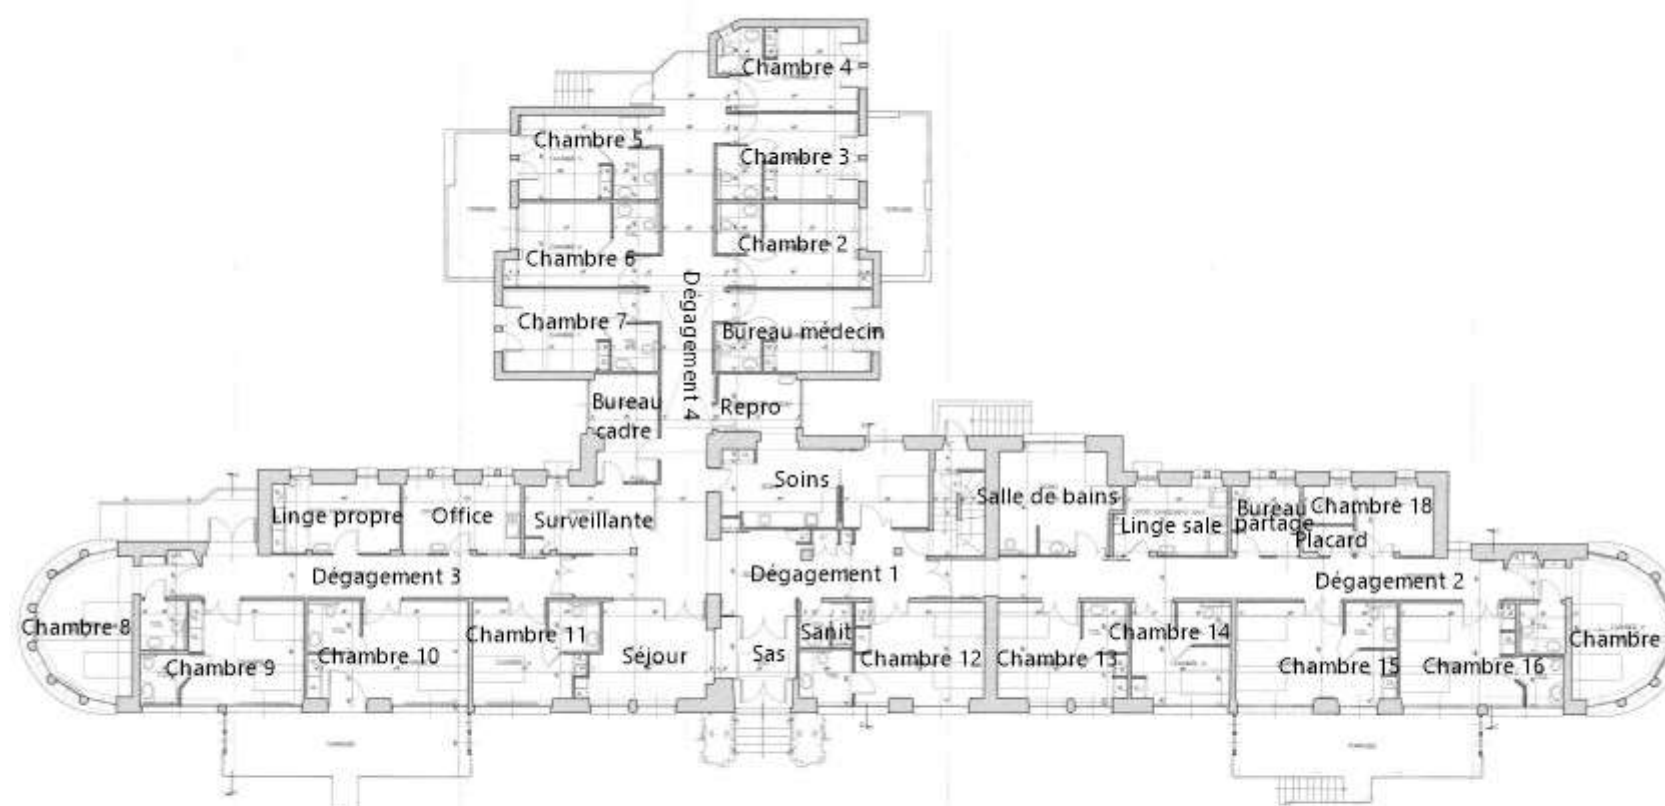 Chambre 4
Chambre 5
Chambre 3
Chambre 6
Chambre 2
Chambre 7
Dégagement 4
Bureau médecin
Bureau
cadre
Repro
Linge propre
Office
Surveillante
Soins
Salle de bains
Linge sale
Bureau
partage
Chambre 18
Placard
Dégagement 3
Dégagement 1
Dégagement 2
Chambre 8
Chambre 9
Chambre 10
Chambre 11
Séjour
Sas
Sanit
Chambre 12
Chambre 13
Chambre 14
Chambre 15
Chambre 16
Chambre